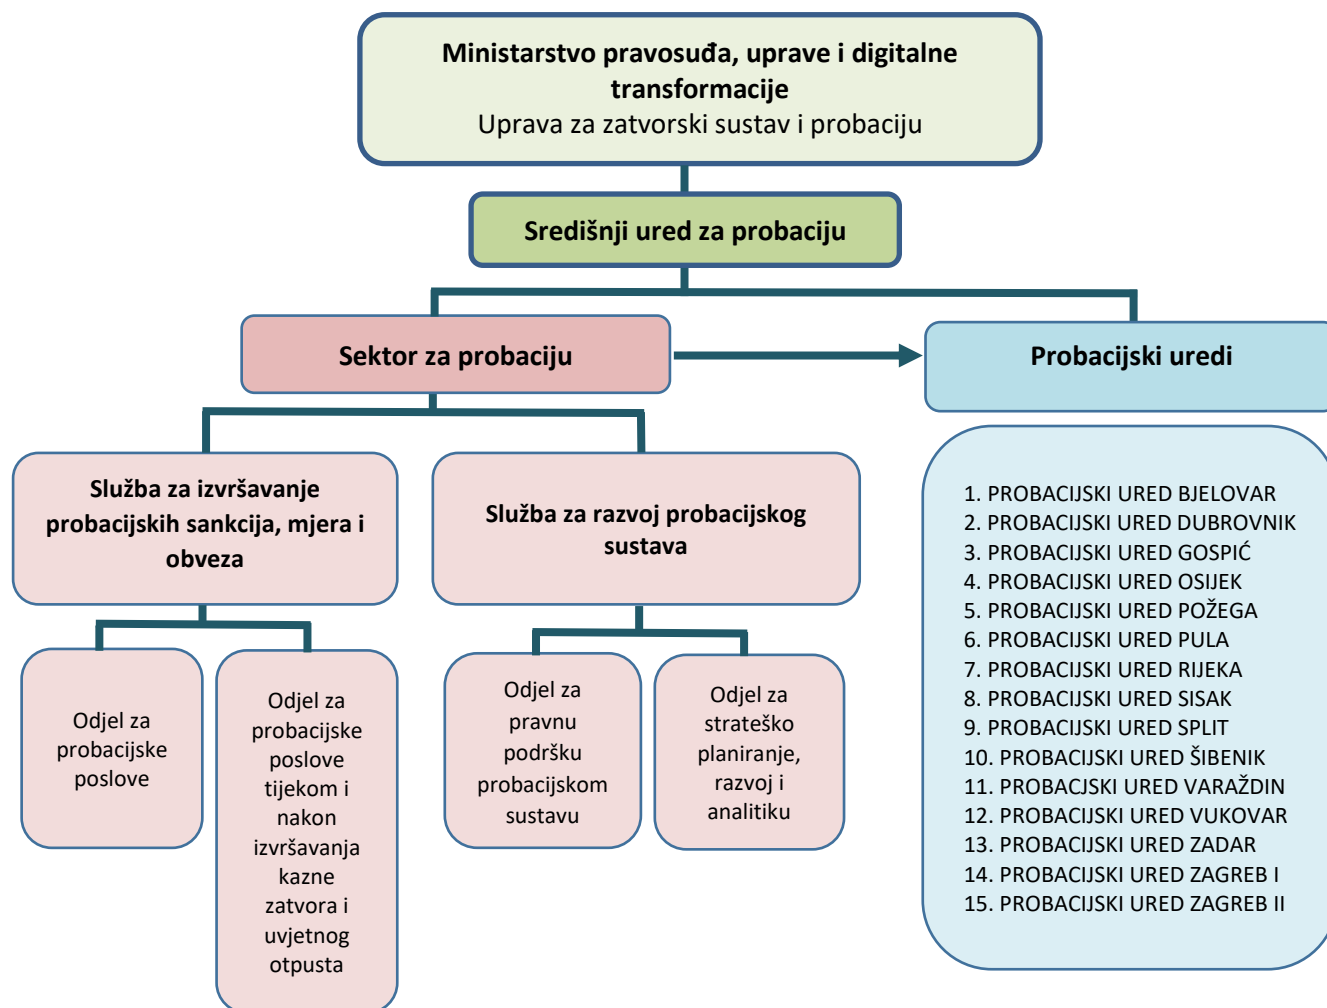 Ministarstvo pravosuđa, uprave i digitalne
transformacije
Uprava za zatvorski sustav i probaciju
Središnji ured za probaciju
Sektor za probaciju
Probacijski uredi
Služba za izvršavanje
probacijskih sankcija, mjera i
obveza
Služba za razvoj probacijskog
sustava
Odjel za
probacijske
poslove
Odjel za
probacijske
poslove
tijekom i
nakon
izvršavanja
kazne
zatvora i
uvjetnog
otpusta
Odjel za
pravnu
podršku
probacijskom
sustavu
Odjel za
strateško
planiranje,
razvoj i
analitiku
1. PROBACIJSKI URED BJELOVAR
2. PROBACIJSKI URED DUBROVNIK
3. PROBACIJSKI URED GOSPIĆ
4. PROBACIJSKI URED OSIJEK
5. PROBACIJSKI URED POŽEGA
6. PROBACIJSKI URED PULA
7. PROBACIJSKI URED RIJEKA
8. PROBACIJSKI URED SISAK
9. PROBACIJSKI URED SPLIT
10. PROBACIJSKI URED ŠIBENIK
11. PROBACJSKI URED VARAŽDIN
12. PROBACIJSKI URED VUKOVAR
13. PROBACIJSKI URED ZADAR
14. PROBACIJSKI URED ZAGREB I
15. PROBACIJSKI URED ZAGREB II